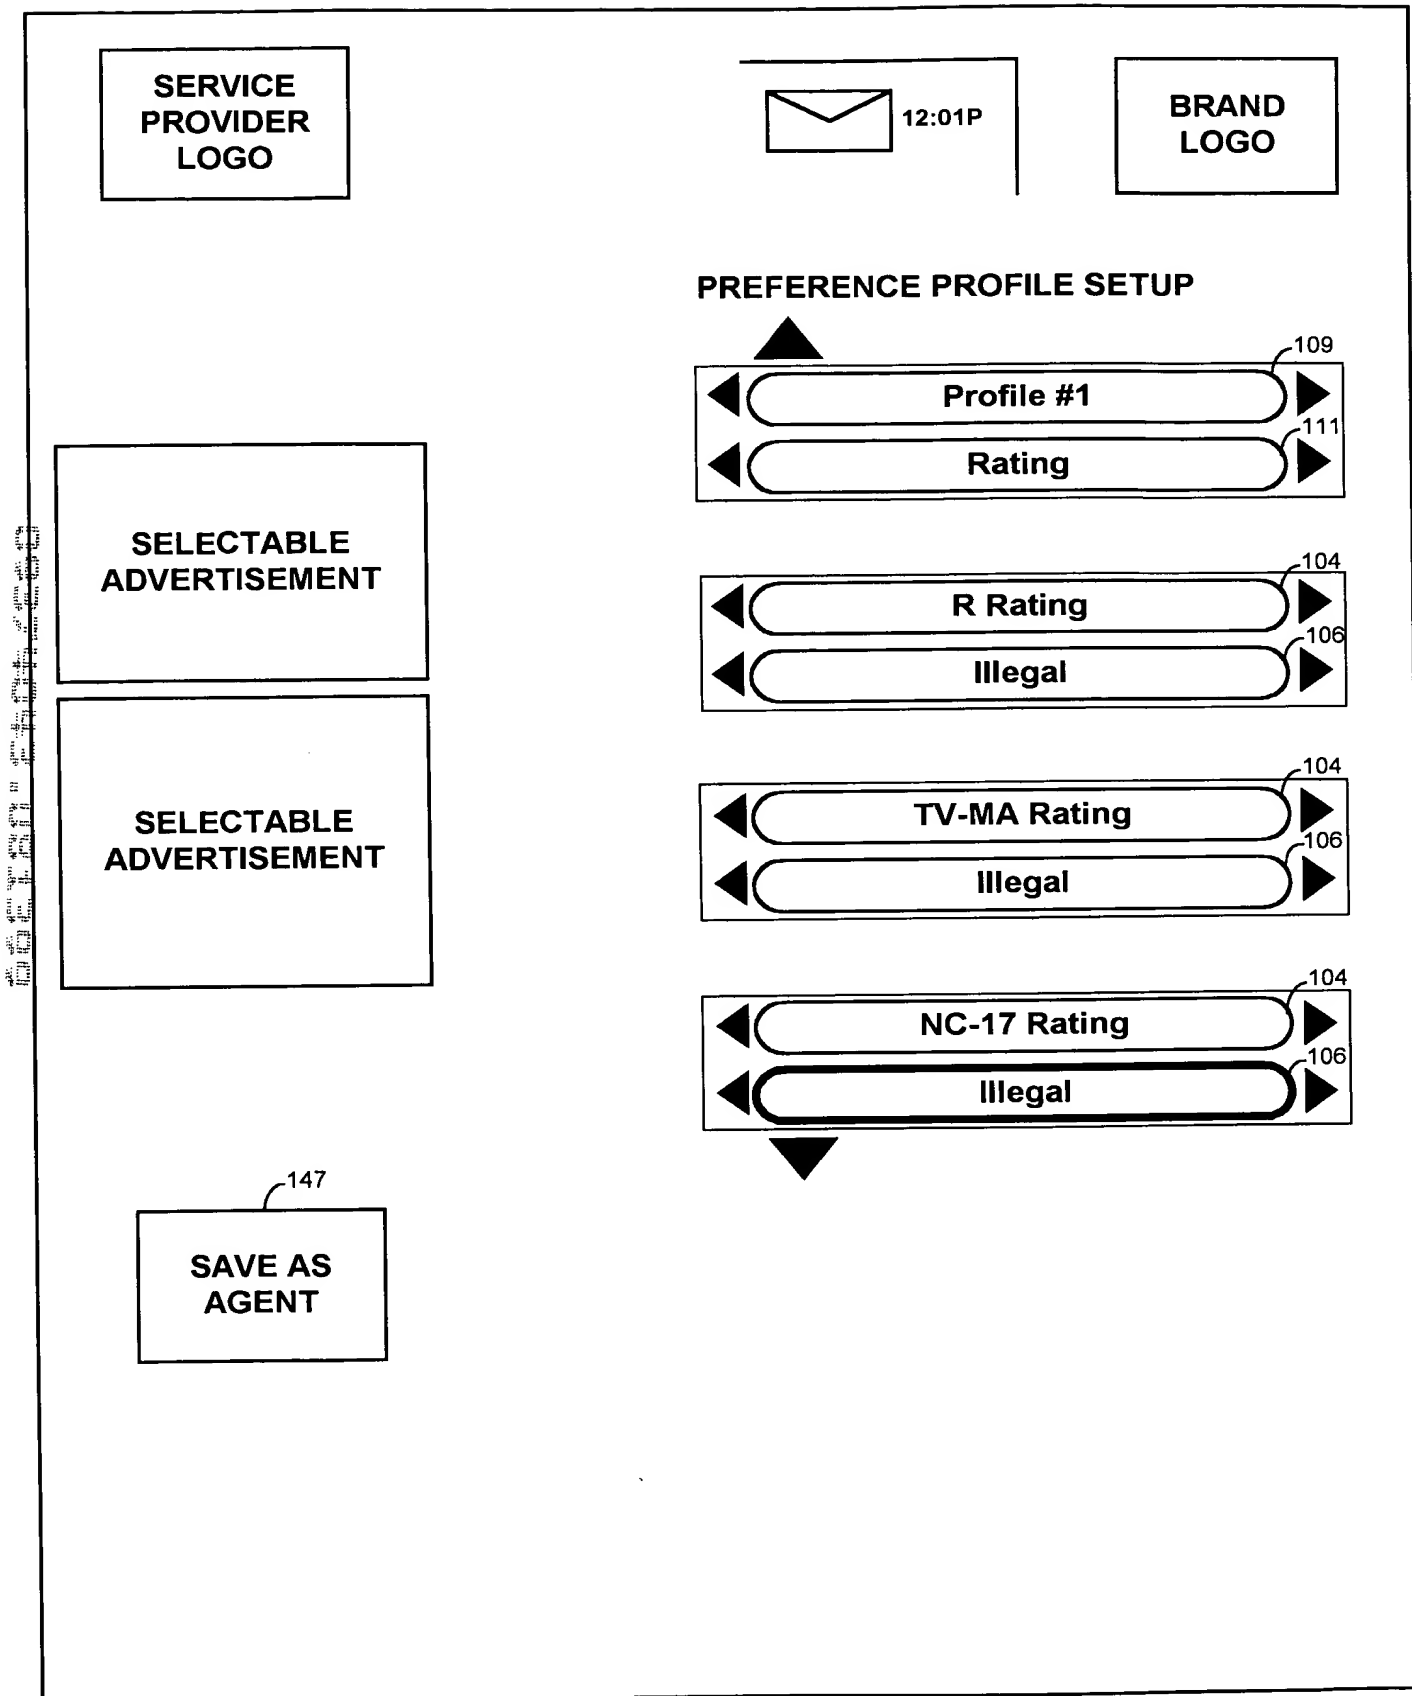 SERVICE
PROVIDER
LOGO
12:01P
BRAND
LOGO
PREFERENCE PROFILE SETUP
109
Profile #1
111
Rating
SELECTABLE
ADVERTISEMENT
104
R Rating
106
Illegal
SELECTABLE
ADVERTISEMENT
104
TV-MA Rating
106
Illegal
104
NC-17 Rating
106
Illegal
147
SAVE AS
AGENT